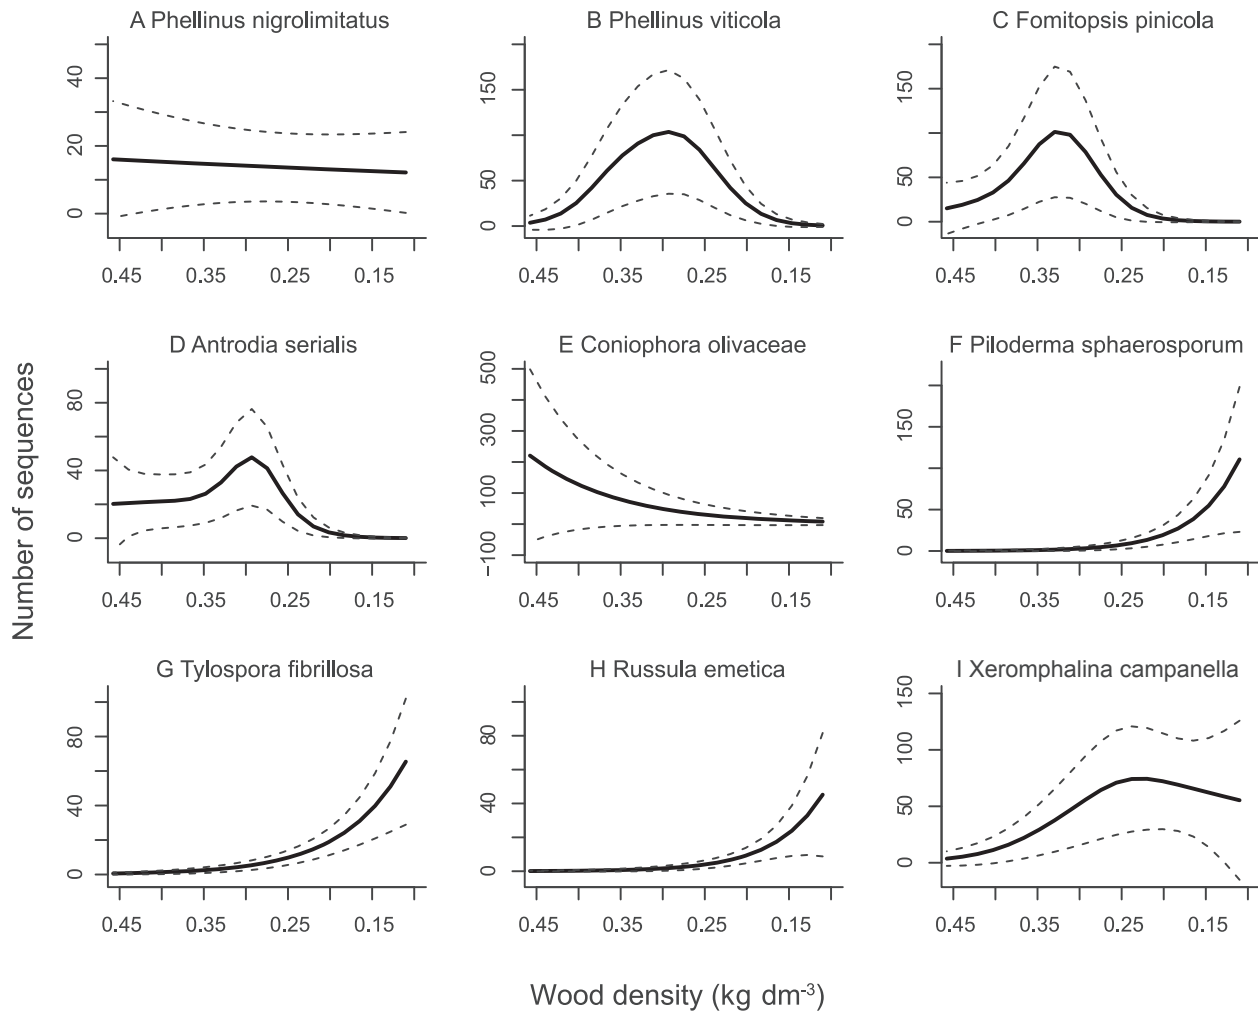 A Phellinus nigrolimitatus
B Phellinus viticola
C Fomitopsis pinicola
40
20
0
0.45 0.35 0.25 0.15
150
50
0
0.45 0.35 0.25 0.15
150
50
0
0.45 0.35 0.25 0.15
Number of sequences
D Antrodia serialis
E Coniophora olivaceae
F Piloderma sphaerosporum
80
40
0
0.45 0.35 0.25 0.15
500
300
100
−100
0.45 0.35 0.25 0.15
150
50
0
0.45 0.35 0.25 0.15
G Tylospora fibrillosa
H Russula emetica
I Xeromphalina campanella
80
40
0
0.45 0.35 0.25 0.15
80
40
0
0.45 0.35 0.25 0.15
150
100
50
0
0.45 0.35 0.25 0.15
Wood density (kg dm-3)